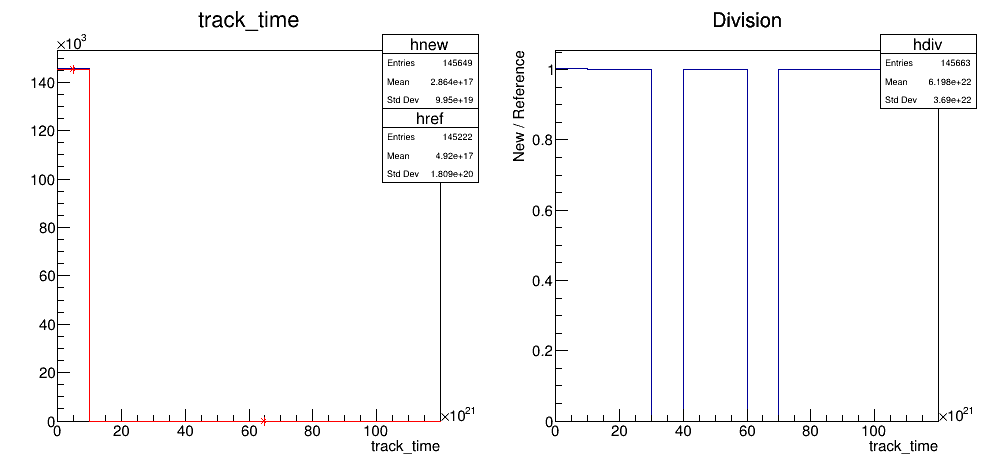 track_time
×10³
hnew
Entries 145649
Mean 2.864e+17
Std Dev 9.95e+19
href
Entries 145222
Mean 4.92e+17
Std Dev 1.809e+20
140
120
100
80
60
40
20
0
0 20 40 60 80 100
×10²¹
track_time
Division
New / Reference
hdiv
Entries 145663
Mean 6.198e+22
Std Dev 3.69e+22
1
0.8
0.6
0.4
0.2
0
0 20 40 60 80 100
×10²¹
track_time